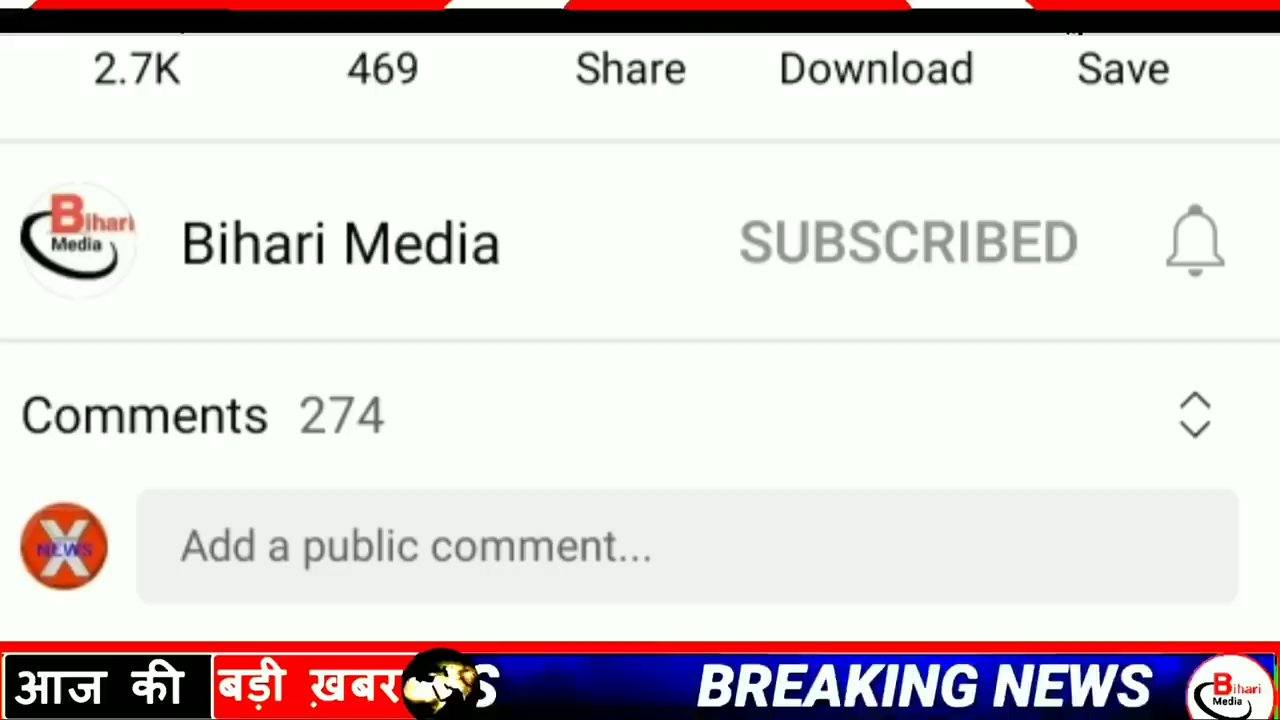 2.7K 469 Share Download Save
Bihari Media
Bihari Media SUBSCRIBED
Comments 274
X NEWS
Add a public comment...
आज की बड़ी ख़बर S BREAKING NEWS
Bihari Media